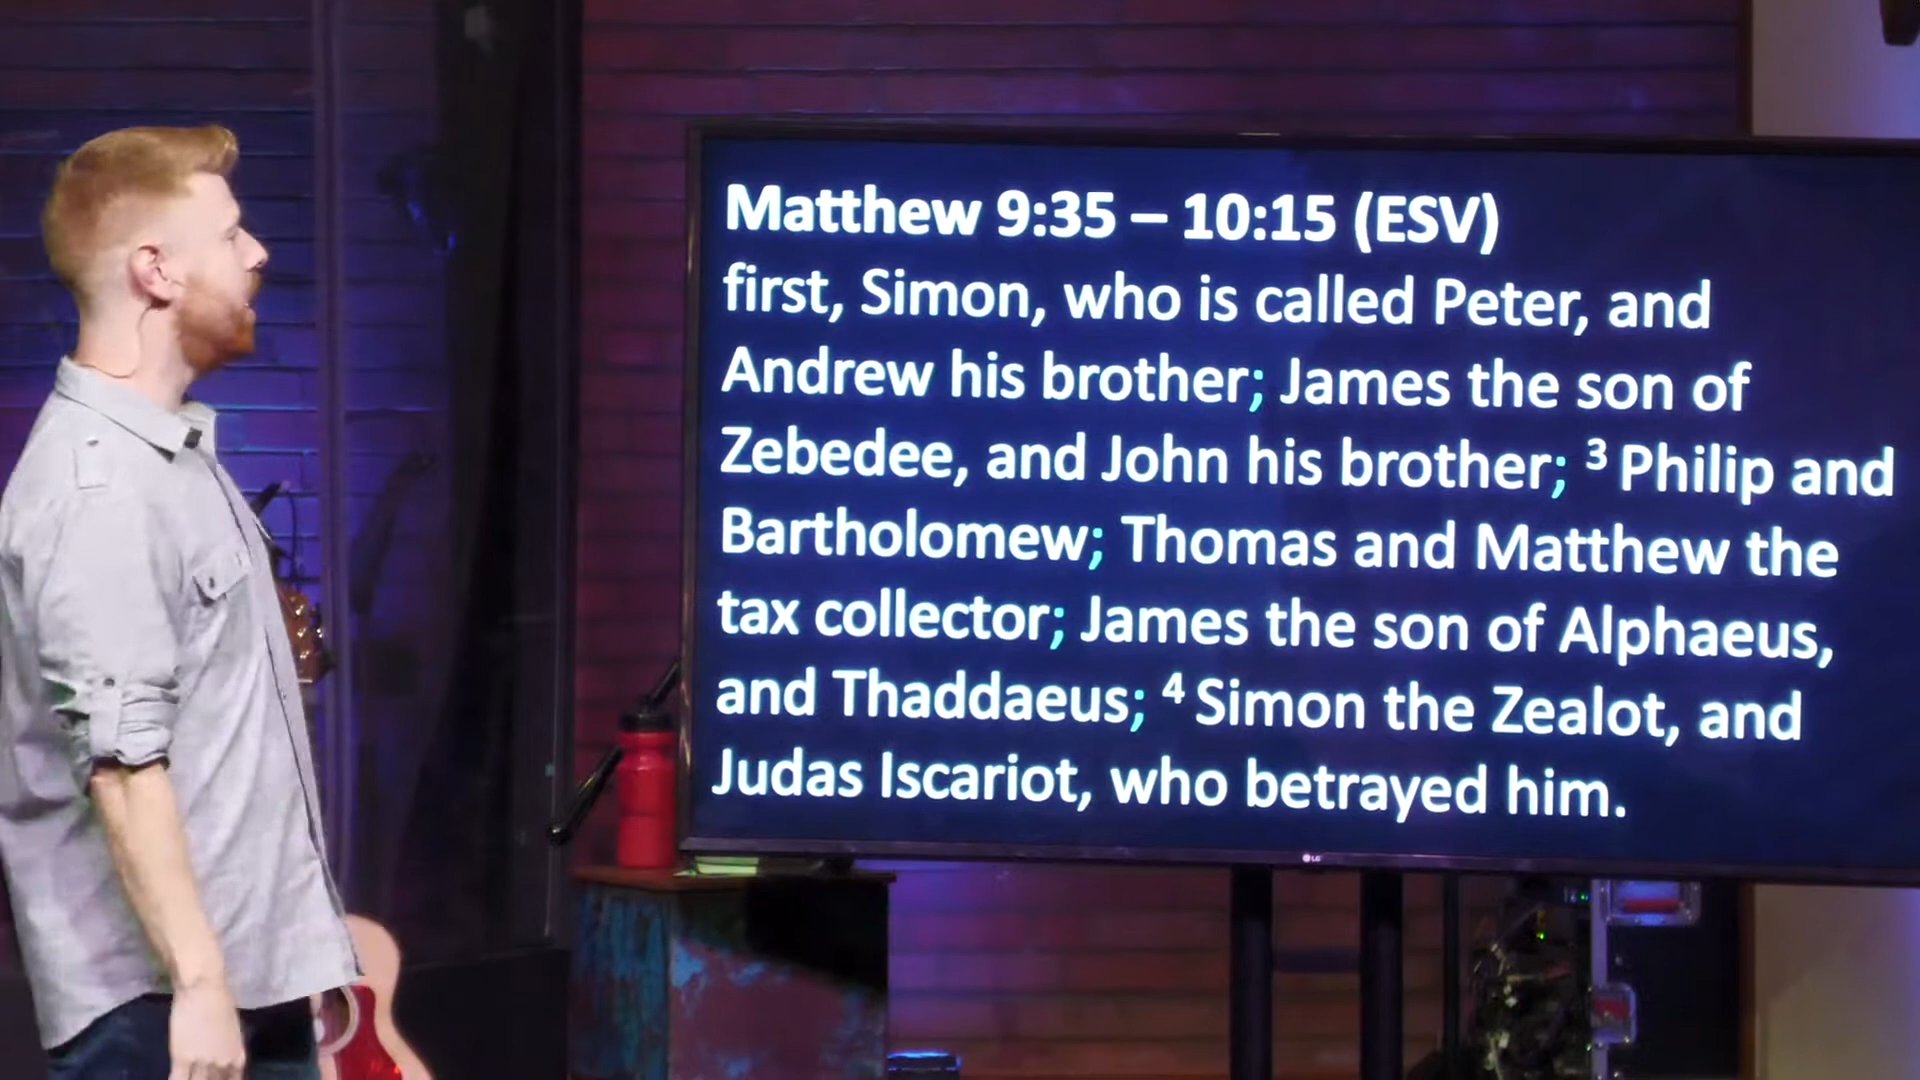 Matthew 9:35 – 10:15 (ESV)
first, Simon, who is called Peter, and
Andrew his brother; James the son of
Zebedee, and John his brother; ³ Philip and
Bartholomew; Thomas and Matthew the
tax collector; James the son of Alphaeus,
and Thaddaeus; ⁴ Simon the Zealot, and
Judas Iscariot, who betrayed him.
LG